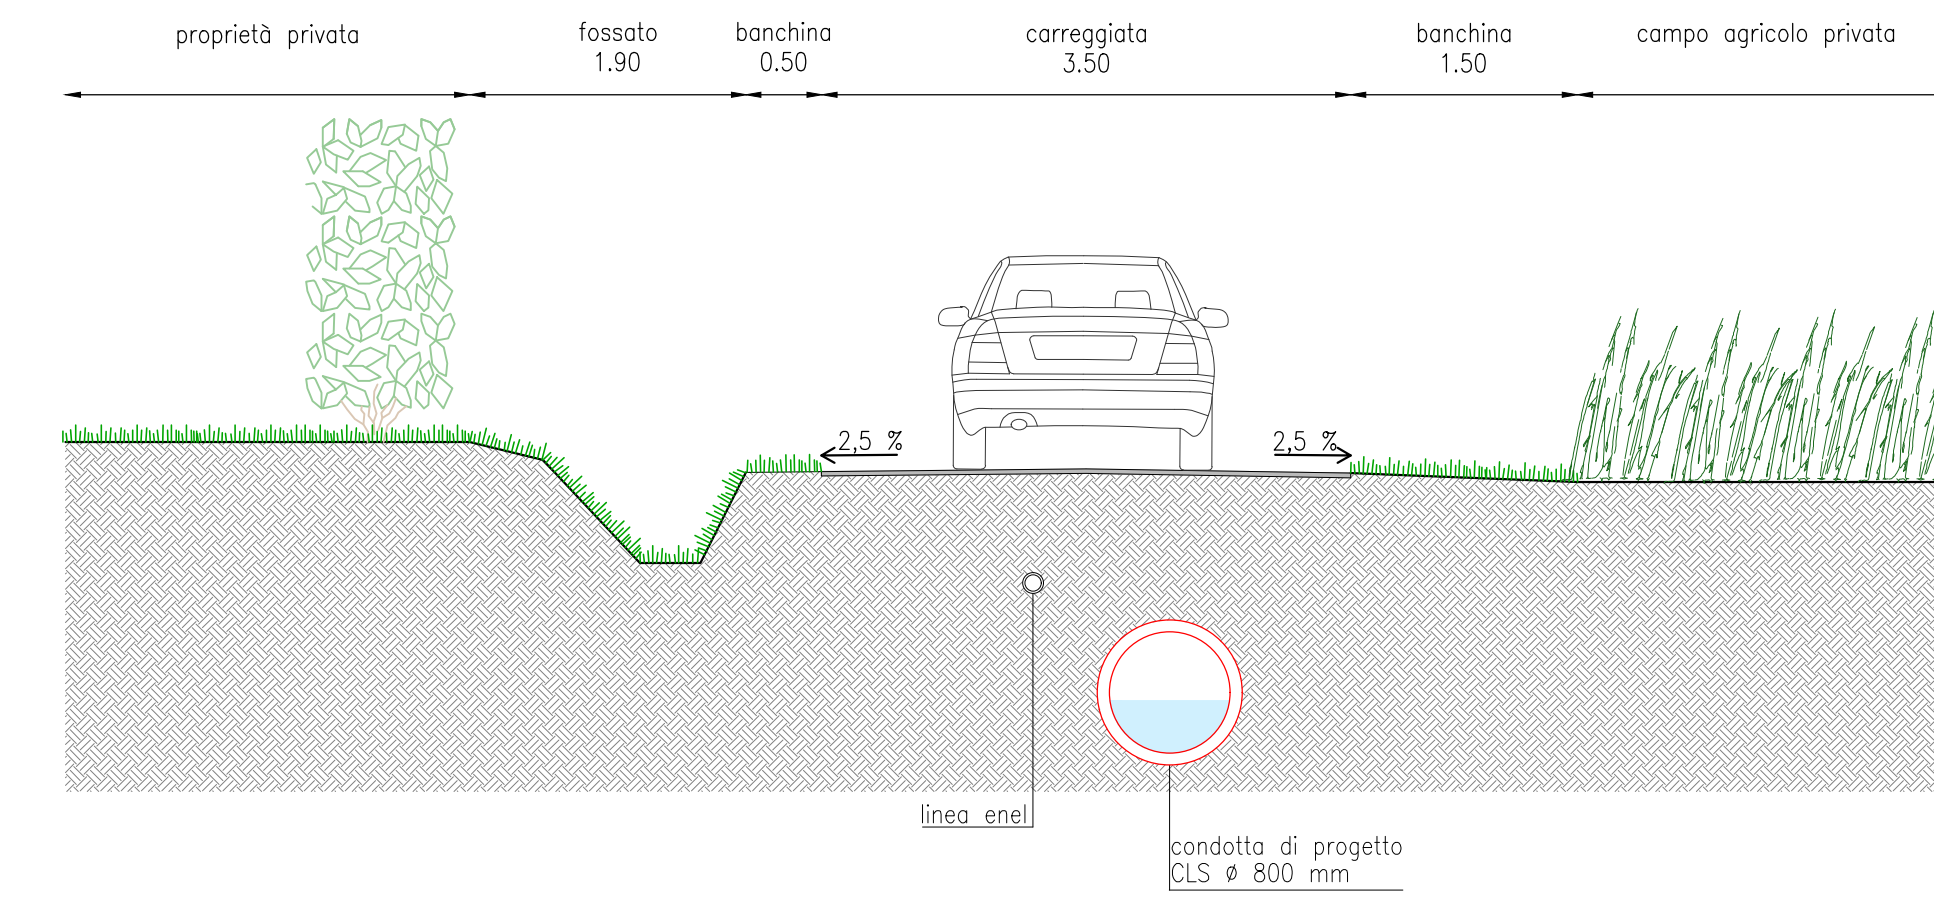 proprietà privata
fossato
1.90
banchina
0.50
carreggiata
3.50
banchina
1.50
campo agricolo privata
2,5 %
2,5 %
linea enel
condotta di progetto
CLS Ø 800 mm